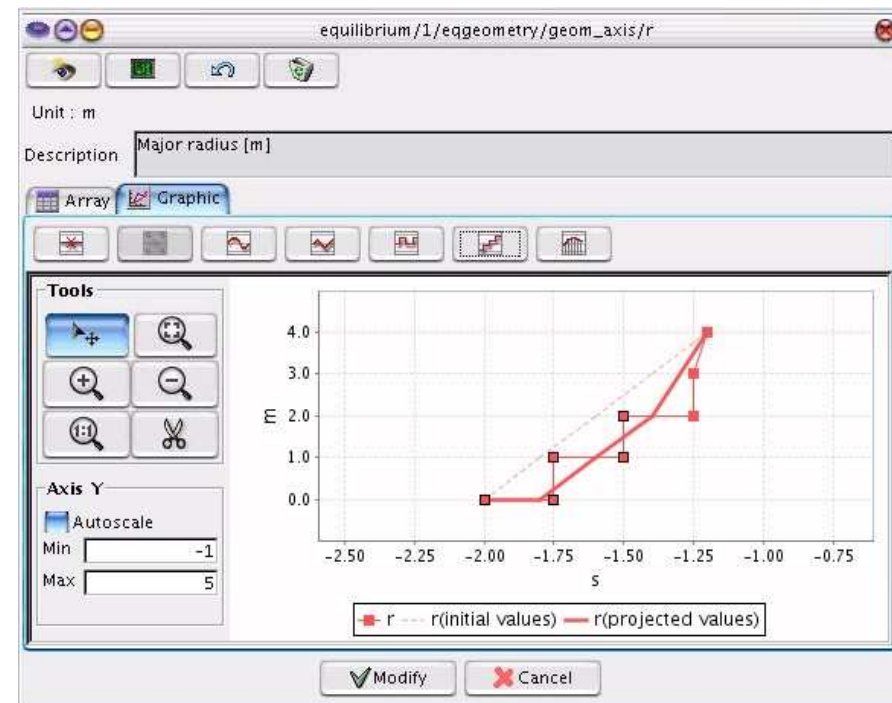 equilibrium/1/eqgeometry/geom_axis/r
Unit : m
Description
Major radius [m]
Array
Graphic
Tools
1:1
Axis Y
Autoscale
Min
-1
Max
5
m
4.0
3.0
2.0
1.0
0.0
-2.50 -2.25 -2.00 -1.75 -1.50 -1.25 -1.00 -0.75
s
r r(initial values) r(projected values)
Modify
Cancel